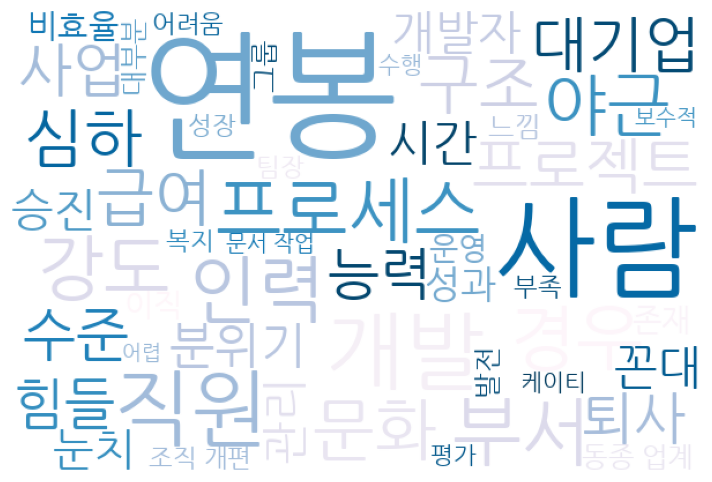 비효율
어려움
대부분
그룹
연봉
수행
개발자
대기업
사업
구조
야근
보수적
심하
성장
시간
느낌
팀장
프로젝트
승진
급여
프로세스
사람
복지
문서 작업
운영
강도
인력
능력
성과
부족
이직
존재
수준
어렵
분위기
개발
경우
발전
케이티
꼰대
힘들
직원
관리
문화
부서
퇴사
눈치
조직 개편
평가
동종 업계